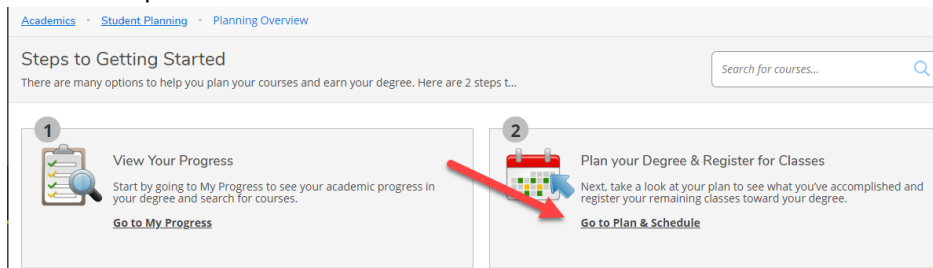 Academics · Student Planning · Planning Overview
Steps to Getting Started
There are many options to help you plan your courses and earn your degree. Here are 2 steps t...
Search for courses...
1
View Your Progress
Start by going to My Progress to see your academic progress in
your degree and search for courses.
Go to My Progress
2
Plan your Degree & Register for Classes
Next, take a look at your plan to see what you've accomplished and
register your remaining classes toward your degree.
Go to Plan & Schedule